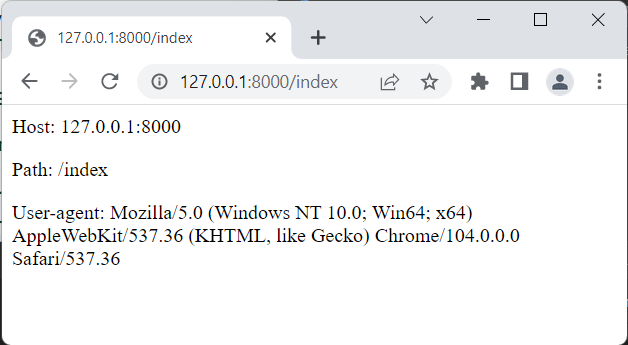 127.0.0.1:8000/index
127.0.0.1:8000/index
Host: 127.0.0.1:8000
Path: /index
User-agent: Mozilla/5.0 (Windows NT 10.0; Win64; x64)
AppleWebKit/537.36 (KHTML, like Gecko) Chrome/104.0.0.0
Safari/537.36